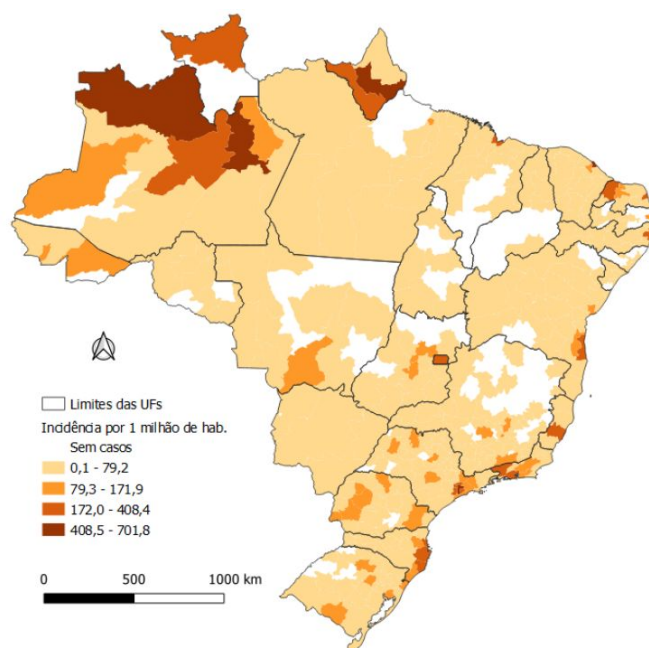 Limites das UFs
Incidência por 1 milhão de hab.
Sem casos
0,1 - 79,2
79,3 - 171,9
172,0 - 408,4
408,5 - 701,8
0 500 1000 km